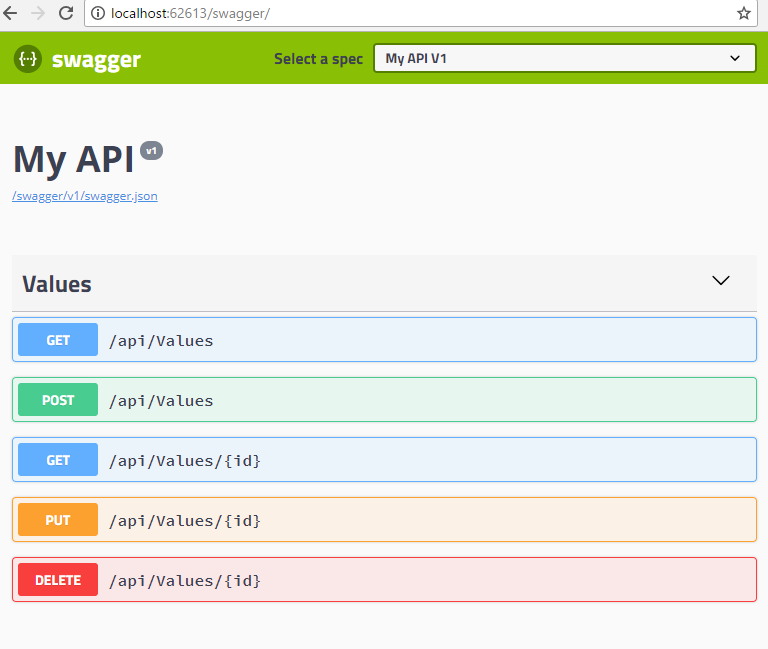 localhost:62613/swagger/
{··} swagger Select a spec My API V1
My API v1
/swagger/v1/swagger.json
Values
GET /api/Values
POST /api/Values
GET /api/Values/{id}
PUT /api/Values/{id}
DELETE /api/Values/{id}